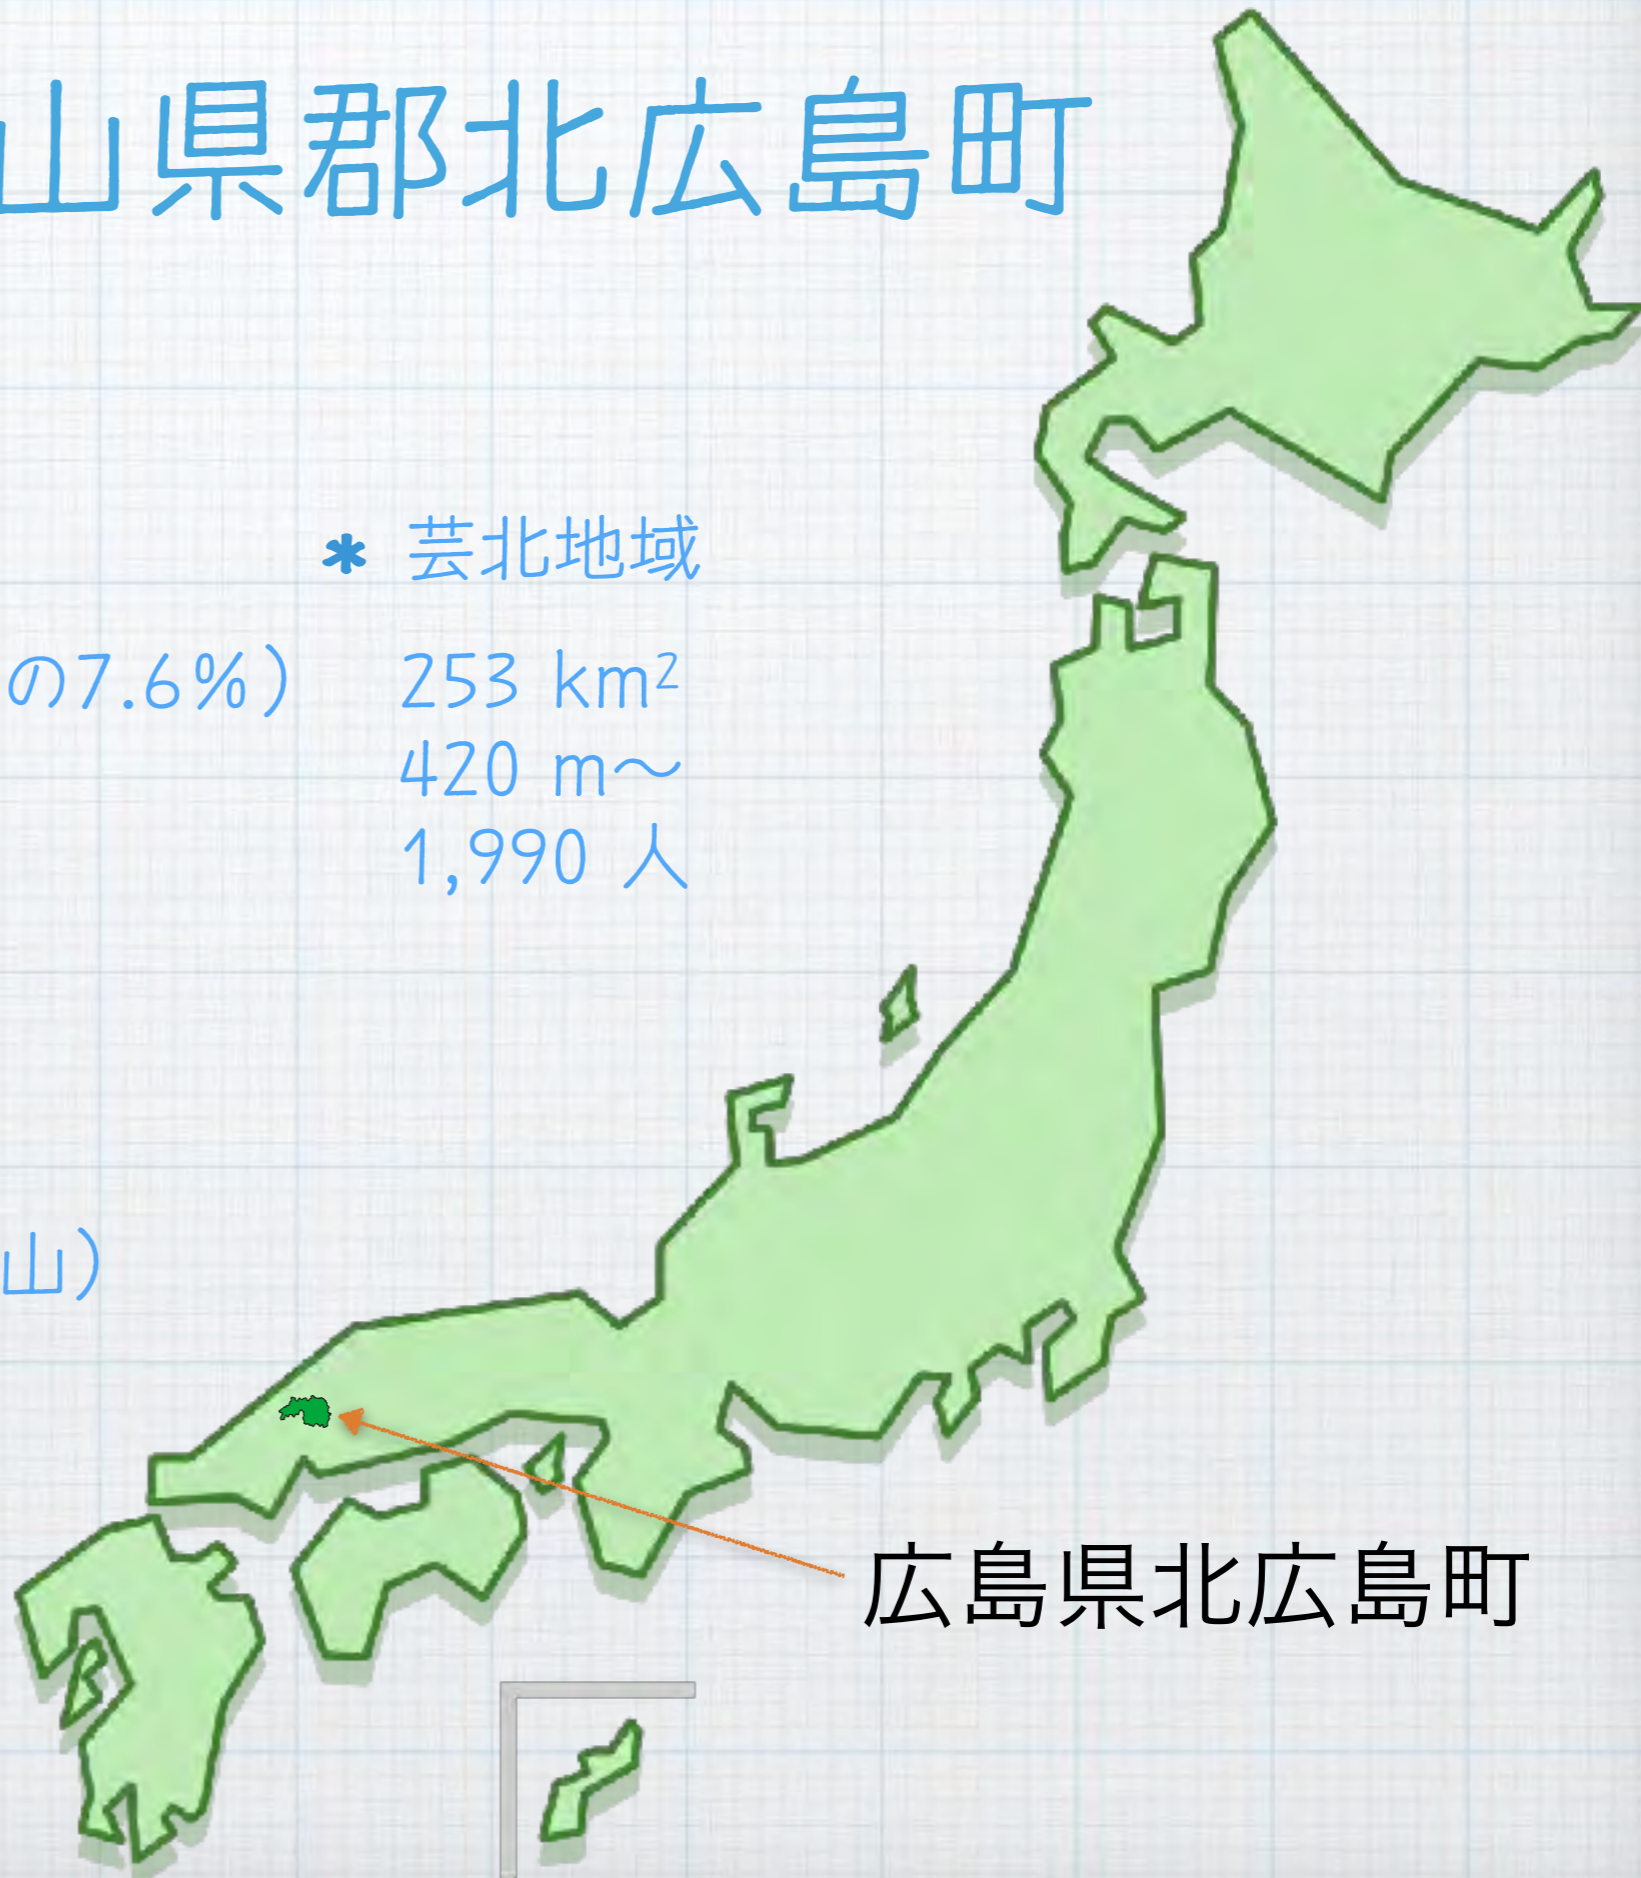 山県郡北広島町
* 芸北地域
の7.6%)
253 km²
420 m〜
1,990 人
山)
広島県北広島町